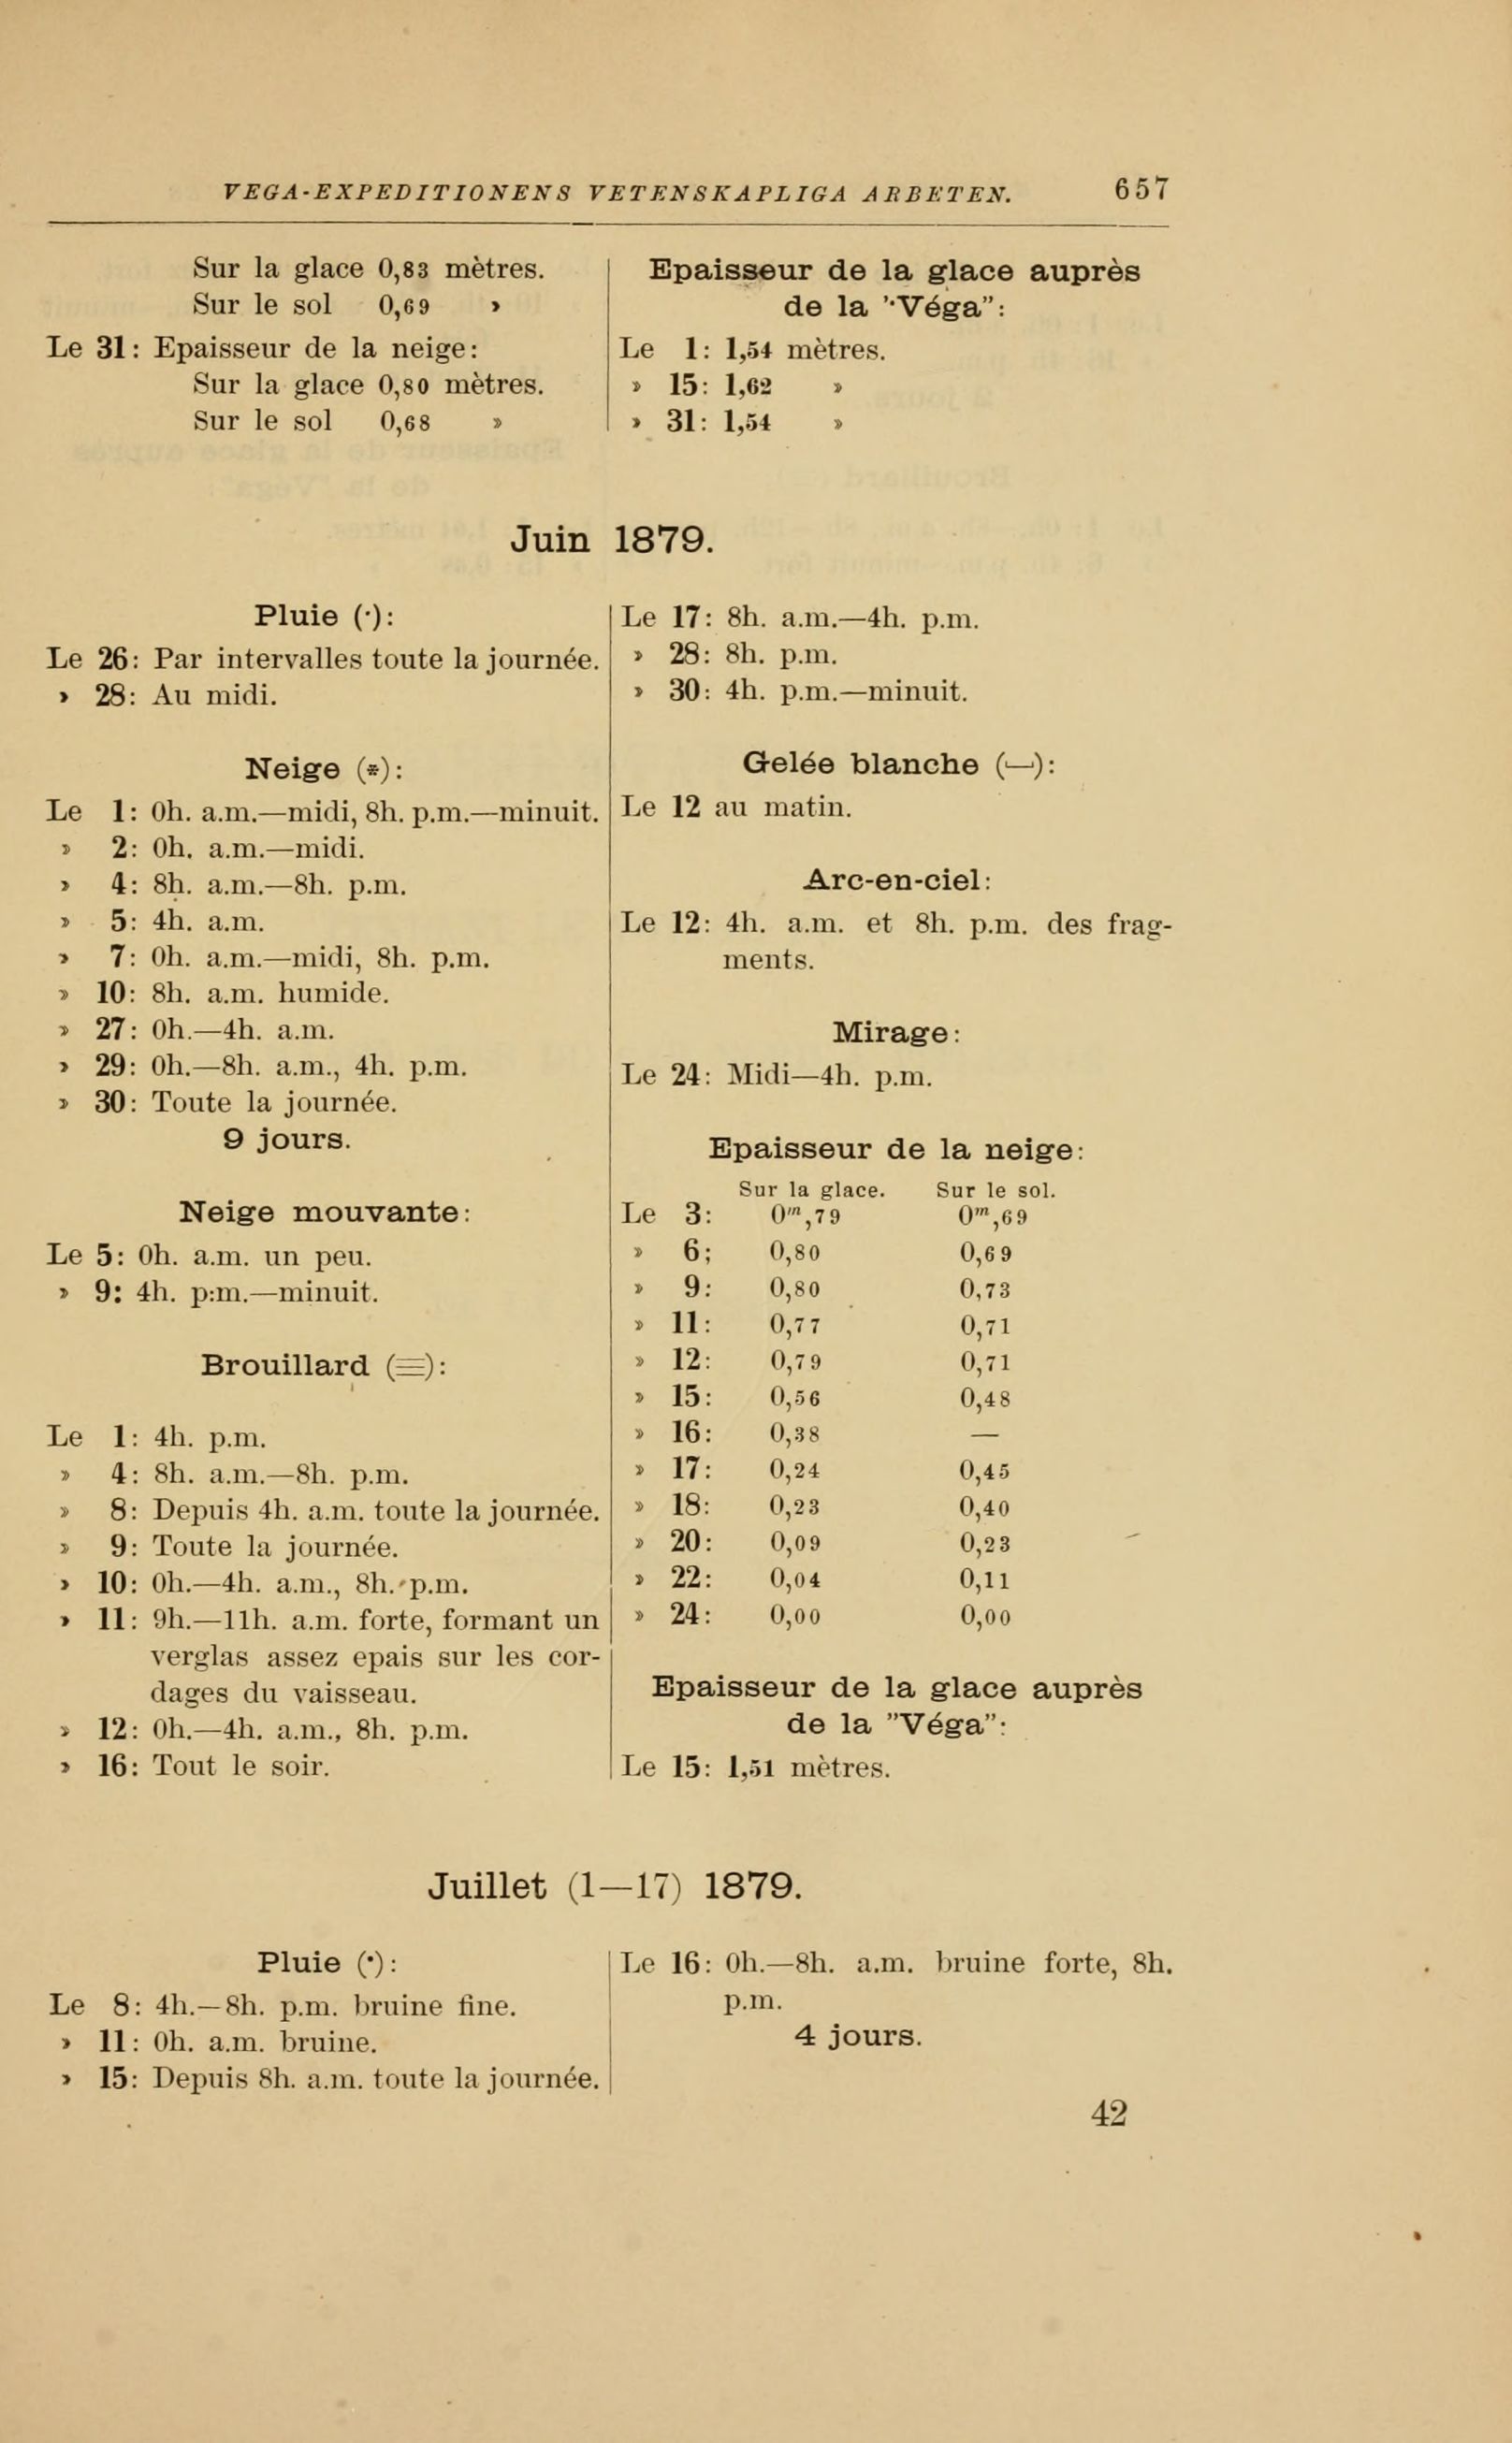 VEGA-EXPEDITIONENS VETENSKAPLIGA ARBETEN. 657
Sur la glace 0,83 mètres.
Sur le sol 0,69 »
Le 31: Epaisseur de la neige:
Sur la glace 0,80 mètres.
Sur le sol 0,68 »
Epaisseur de la glace auprès
de la "Véga":
Le 1: 1,54 mètres.
» 15: 1,62 »
» 31: 1,54 »
Juin 1879.
Pluie (·):
Le 26: Par intervalles toute la journée.
» 28: Au midi.
Neige (*):
Le 1: 0h. a.m.—midi, 8h. p.m.—minuit.
» 2: 0h. a.m.—midi.
» 4: 8h. a.m.—8h. p.m.
» 5: 4h. a.m.
» 7: 0h. a.m.—midi, 8h. p.m.
» 10: 8h. a.m. humide.
» 27: 0h.—4h. a.m.
» 29: 0h.—8h. a.m., 4h. p.m.
» 30: Toute la journée.
9 jours.
Neige mouvante:
Le 5: 0h. a.m. un peu.
» 9: 4h. p:m.—minuit.
Brouillard (≡):
Le 1: 4h. p.m.
» 4: 8h. a.m.—8h. p.m.
» 8: Depuis 4h. a.m. toute la journée.
» 9: Toute la journée.
» 10: 0h.—4h. a.m., 8h. p.m.
» 11: 9h.—11h. a.m. forte, formant un
verglas assez epais sur les cor-
dages du vaisseau.
» 12: 0h.—4h. a.m., 8h. p.m.
» 16: Tout le soir.
Le 17: 8h. a.m.—4h. p.m.
» 28: 8h. p.m.
» 30: 4h. p.m.—minuit.
Gelée blanche (—):
Le 12 au matin.
Arc-en-ciel:
Le 12: 4h. a.m. et 8h. p.m. des frag-
ments.
Mirage:
Le 24: Midi—4h. p.m.
Epaisseur de la neige:
Sur la glace. Sur le sol.
Le 3: 0m,79 0m,69
» 6; 0,80 0,69
» 9: 0,80 0,73
» 11: 0,77 0,71
» 12: 0,79 0,71
» 15: 0,56 0,48
» 16: 0,38 —
» 17: 0,24 0,45
» 18: 0,23 0,40
» 20: 0,09 0,23
» 22: 0,04 0,11
» 24: 0,00 0,00
Epaisseur de la glace auprès
de la "Véga":
Le 15: 1,51 mètres.
Juillet (1—17) 1879.
Pluie (·):
Le 8: 4h.—8h. p.m. bruine fine.
» 11: 0h. a.m. bruine.
» 15: Depuis 8h. a.m. toute la journée.
Le 16: 0h.—8h. a.m. bruine forte, 8h.
p.m.
4 jours.
42